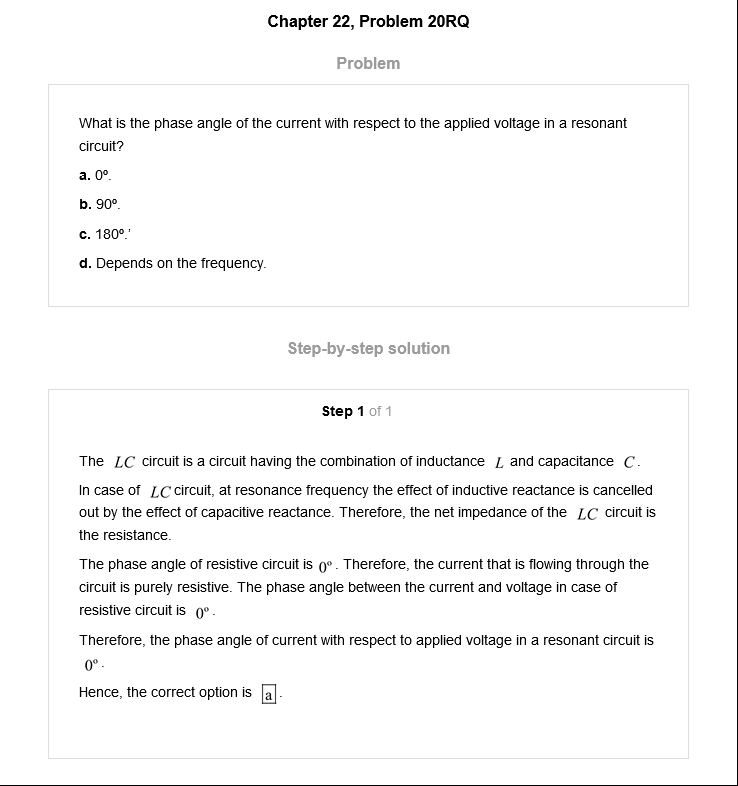 Chapter 22, Problem 20RQ
Problem
What is the phase angle of the current with respect to the applied voltage in a resonant
circuit?
a. 0º.
b. 90º.
c. 180º.'
d. Depends on the frequency.
Step-by-step solution
Step 1 of 1
The LC circuit is a circuit having the combination of inductance L and capacitance C.
In case of LC circuit, at resonance frequency the effect of inductive reactance is cancelled
out by the effect of capacitive reactance. Therefore, the net impedance of the LC circuit is
the resistance.
The phase angle of resistive circuit is 0º. Therefore, the current that is flowing through the
circuit is purely resistive. The phase angle between the current and voltage in case of
resistive circuit is 0º.
Therefore, the phase angle of current with respect to applied voltage in a resonant circuit is
0º.
Hence, the correct option is a.